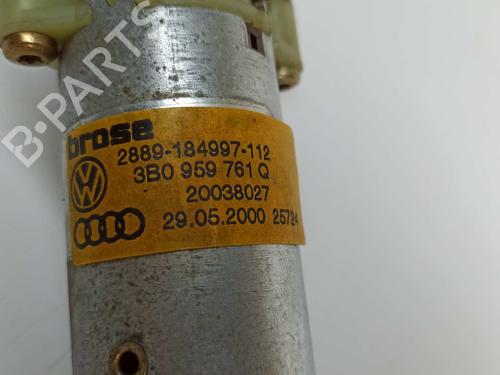 B-PARTS
brose
2889-184997-112
3B0 959 761 Q
20038027
29.05.2000 25724